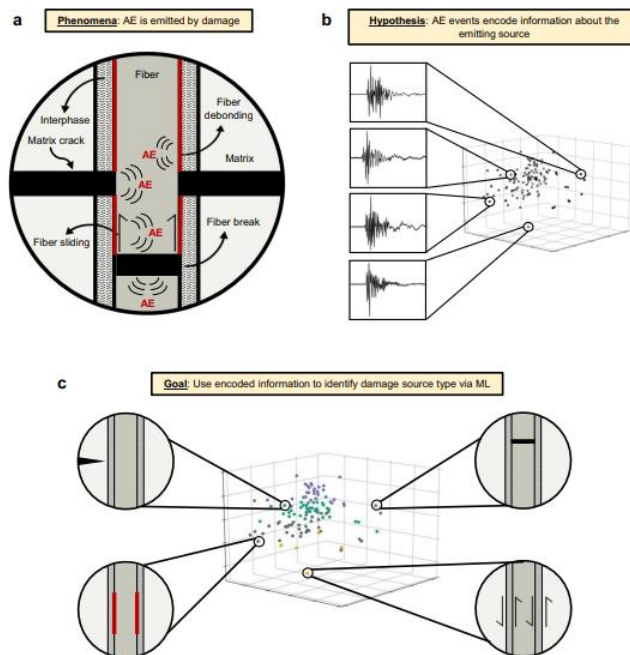 a
Phenomena: AE is emitted by damage
Fiber
Interphase
Fiber
debonding
Matrix crack
AE
Matrix
AE
AE
Fiber sliding
Fiber break
AE
b
Hypothesis: AE events encode information about the
emitting source
c
Goal: Use encoded information to identify damage source type via ML